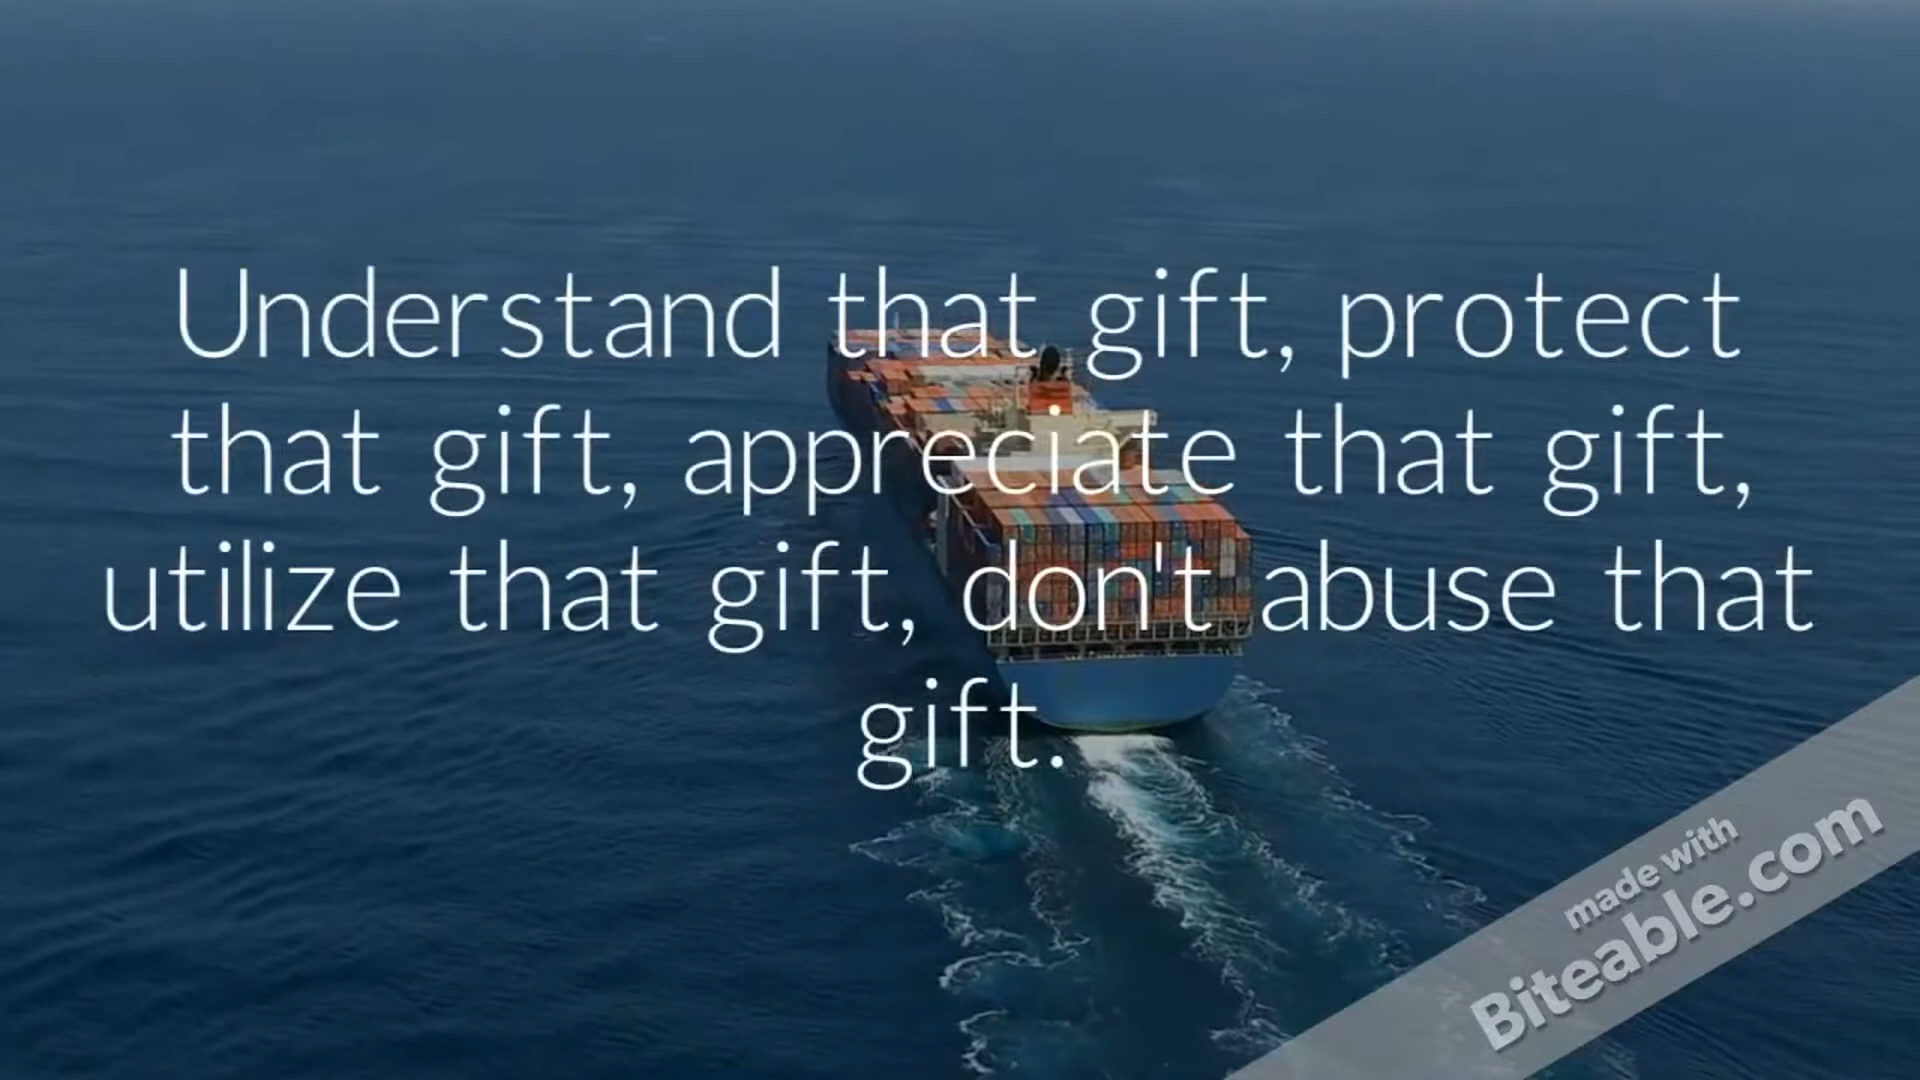 Understand that gift, protect
that gift, appreciate that gift,
utilize that gift, don't abuse that
gift.
made with
Biteable.com